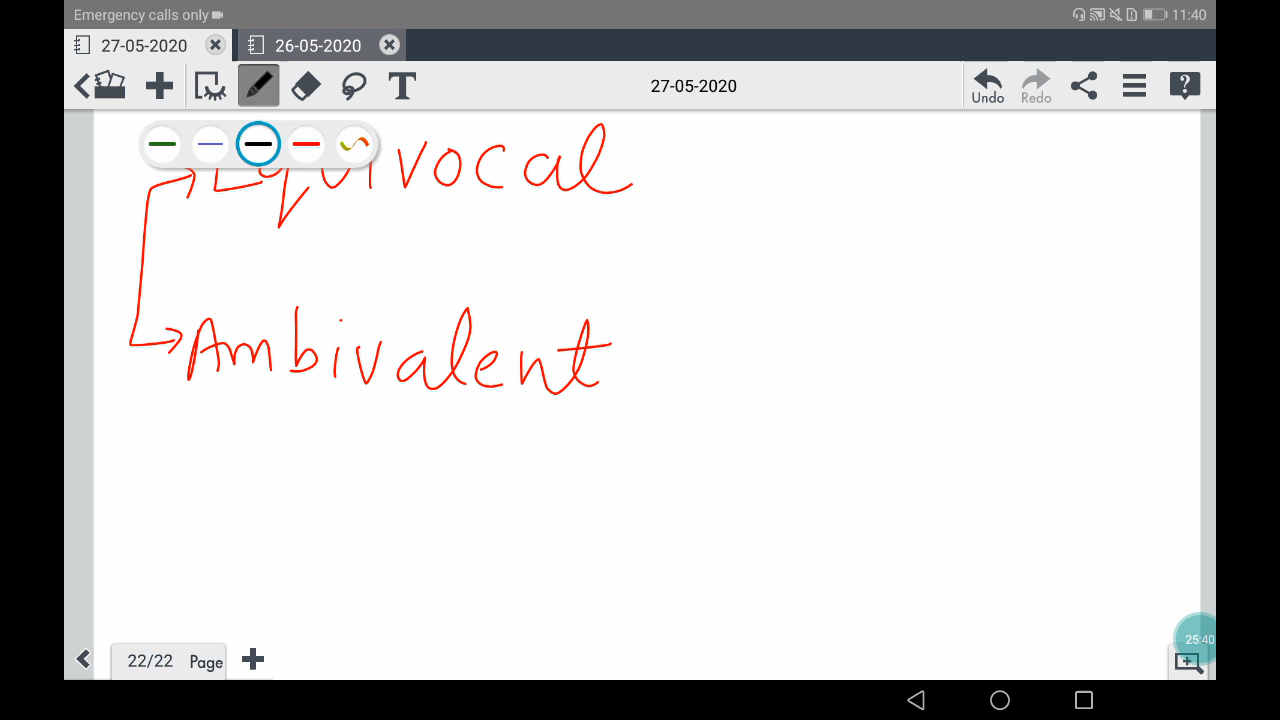 Emergency calls only 11:40
27-05-2020 26-05-2020
T 27-05-2020 Undo Redo ?
Equivocal
Ambivalent
25:40
22/22 Page